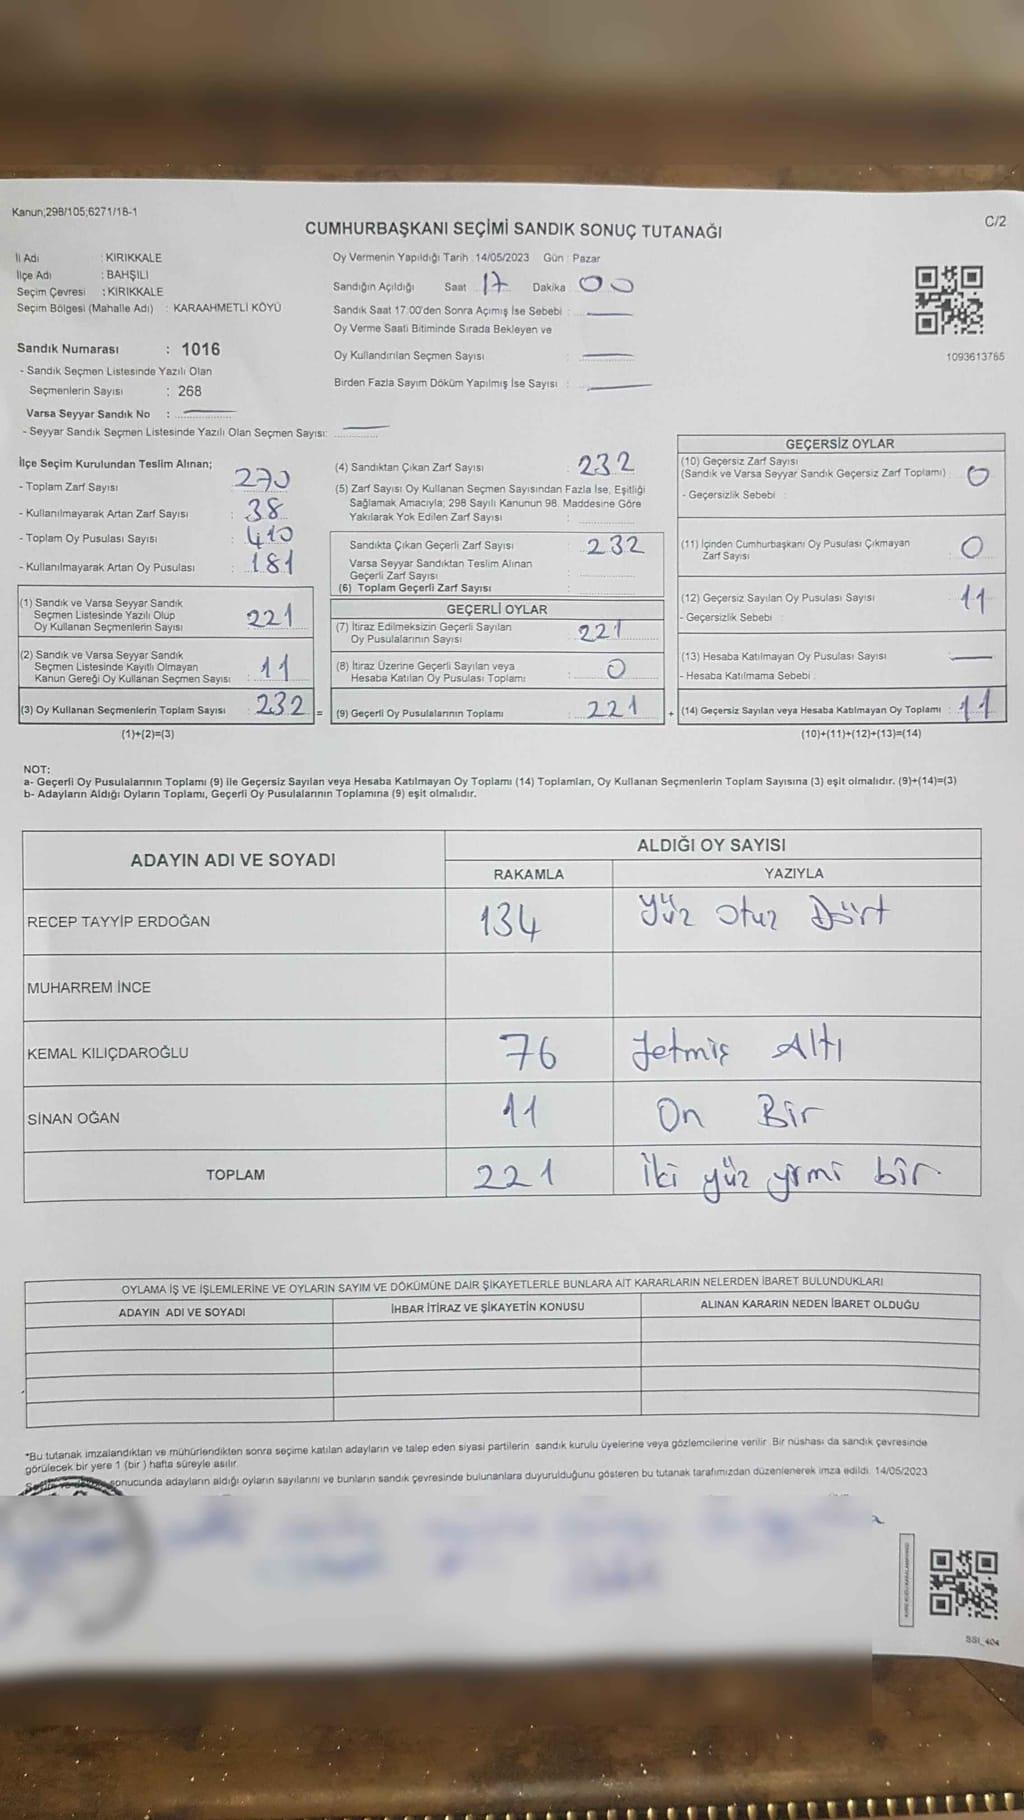 Kanun;298/105;6271/18-1
C/2
CUMHURBAŞKANI SEÇİMİ SANDIK SONUÇ TUTANAĞI
İl Adı : KIRIKKALE
İlçe Adı : BAHŞILI
Seçim Çevresi : KIRIKKALE
Seçim Bölgesi (Mahalle Adı) : KARAAHMETLİ KÖYÜ
Sandık Numarası : 1016
- Sandık Seçmen Listesinde Yazılı Olan
Seçmenlerin Sayısı : 268
Varsa Seyyar Sandık No :
- Seyyar Sandık Seçmen Listesinde Yazılı Olan Seçmen Sayısı:
Oy Vermenin Yapıldığı Tarih : 14/05/2023 Gün : Pazar
Sandığın Açıldığı Saat 17 Dakika 00
Sandık Saat 17:00'den Sonra Açımış İse Sebebi :
Oy Verme Saati Bitiminde Sırada Bekleyen ve
Oy Kullandırılan Seçmen Sayısı :
Birden Fazla Sayım Döküm Yapılmış İse Sayısı :
1093613765
İlçe Seçim Kurulundan Teslim Alınan;
- Toplam Zarf Sayısı 270
- Kullanılmayarak Artan Zarf Sayısı : 38
- Toplam Oy Pusulası Sayısı : 410
- Kullanılmayarak Artan Oy Pusulası : 181
(1) Sandık ve Varsa Seyyar Sandık
Seçmen Listesinde Yazılı Olup
Oy Kullanan Seçmenlerin Sayısı 221
(2) Sandık ve Varsa Seyyar Sandık
Seçmen Listesinde Kayıtlı Olmayan
Kanun Gereği Oy Kullanan Seçmen Sayısı : 11
(3) Oy Kullanan Seçmenlerin Toplam Sayısı : 232 =
(1)+(2)=(3)
(4) Sandıktan Çıkan Zarf Sayısı : 232
(5) Zarf Sayısı Oy Kullanan Seçmen Sayısından Fazla İse, Eşitliği
Sağlamak Amacıyla; 298 Sayılı Kanunun 98. Maddesine Göre
Yakılarak Yok Edilen Zarf Sayısı :
Sandıkta Çıkan Geçerli Zarf Sayısı : 232
Varsa Seyyar Sandıktan Teslim Alınan
Geçerli Zarf Sayısı :
(6) Toplam Geçerli Zarf Sayısı :
GEÇERLİ OYLAR
(7) İtiraz Edilmeksizin Geçerli Sayılan
Oy Pusulalarının Sayısı : 221
(8) İtiraz Üzerine Geçerli Sayılan veya
Hesaba Katılan Oy Pusulası Toplamı : 0
(9) Geçerli Oy Pusulalarının Toplamı : 221 +
GEÇERSİZ OYLAR
(10) Geçersiz Zarf Sayısı
(Sandık ve Varsa Seyyar Sandık Geçersiz Zarf Toplamı) : 0
- Geçersizlik Sebebi :
(11) İçinden Cumhurbaşkanı Oy Pusulası Çıkmayan
Zarf Sayısı : 0
(12) Geçersiz Sayılan Oy Pusulası Sayısı : 11
- Geçersizlik Sebebi :
(13) Hesaba Katılmayan Oy Pusulası Sayısı :
- Hesaba Katılmama Sebebi :
(14) Geçersiz Sayılan veya Hesaba Katılmayan Oy Toplamı : 11
(10)+(11)+(12)+(13)=(14)
NOT:
a- Geçerli Oy Pusulalarının Toplamı (9) ile Geçersiz Sayılan veya Hesaba Katılmayan Oy Toplamı (14) Toplamları, Oy Kullanan Seçmenlerin Toplam Sayısına (3) eşit olmalıdır. (9)+(14)=(3)
b- Adayların Aldığı Oyların Toplamı, Geçerli Oy Pusulalarının Toplamına (9) eşit olmalıdır.
ADAYIN ADI VE SOYADI ALDIĞI OY SAYISI
RAKAMLA YAZIYLA
RECEP TAYYİP ERDOĞAN 134 Yüz otuz Dört
MUHARREM İNCE
KEMAL KILIÇDAROĞLU 76 Yetmiş Altı
SİNAN OĞAN 11 On Bir
TOPLAM 221 İki yüz yirmi bir
OYLAMA İŞ VE İŞLEMLERİNE VE OYLARIN SAYIM VE DÖKÜMÜNE DAİR ŞİKAYETLERLE BUNLARA AİT KARARLARIN NELERDEN İBARET BULUNDUKLARI
ADAYIN ADI VE SOYADI İHBAR İTİRAZ VE ŞİKAYETİN KONUSU ALINAN KARARIN NEDEN İBARET OLDUĞU
*Bu tutanak imzalandıktan ve mühürlendikten sonra seçime katılan adayların ve talep eden siyasi partilerin sandık kurulu üyelerine veya gözlemcilerine verilir. Bir nüshası da sandık çevresinde
görülecek bir yere 1 (bir) hafta süreyle asılır.
sonucunda adayların aldığı oyların sayılarını ve bunların sandık çevresinde bulunanlara duyurulduğunu gösteren bu tutanak tarafımızdan düzenlenerek imza edildi. 14/05/2023
SSI_404